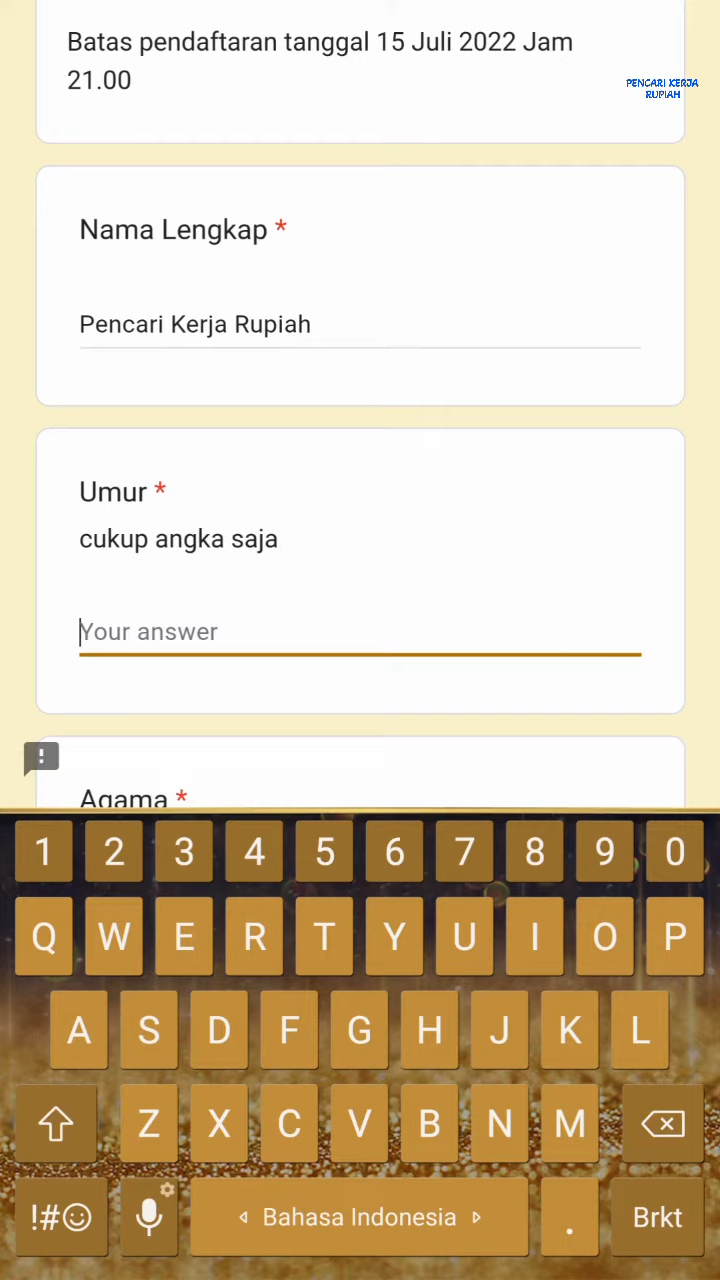 Batas pendaftaran tanggal 15 Juli 2022 Jam
21.00
PENCARI KERJA
RUPIAH
Nama Lengkap *
Pencari Kerja Rupiah
Umur *
cukup angka saja
Your answer
!
Agama *
1 2 3 4 5 6 7 8 9 0
Q W E R T Y U I O P
A S D F G H J K L
Z X C V B N M
!#☺ Bahasa Indonesia . Brkt